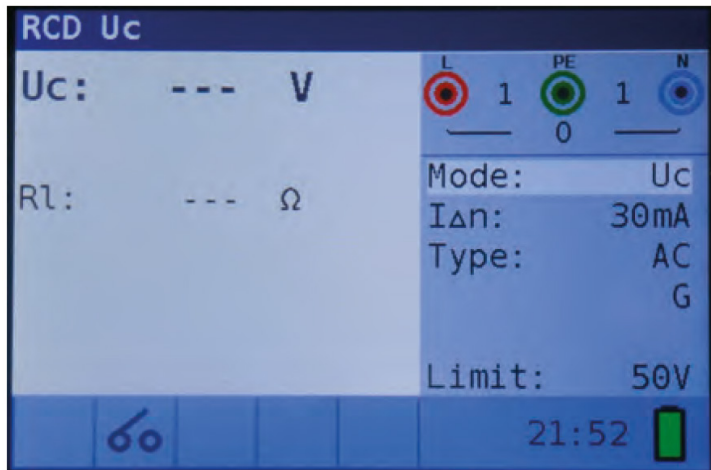 RCD Uc
Uc: --- V
Rl: --- Ω
L PE N
1 1
0
Mode: Uc
I∆n: 30mA
Type: AC
G
Limit: 50V
21:52